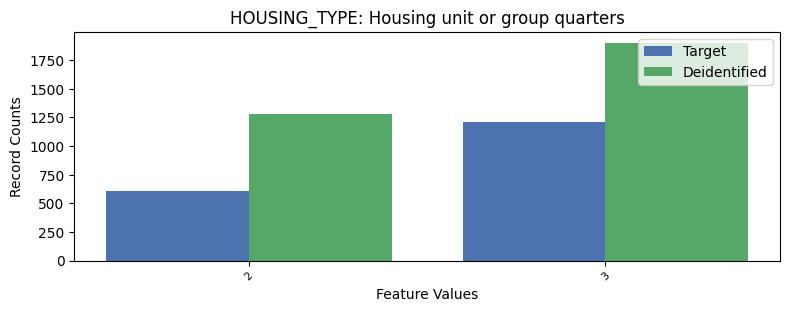 HOUSING_TYPE: Housing unit or group quarters
Target
Deidentified
Record Counts
1750
1500
1250
1000
750
500
250
0
2
3
Feature Values